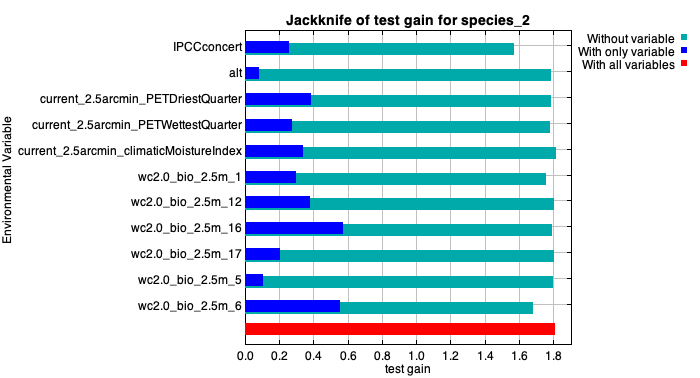 Jackknife of test gain for species_2
Without variable
With only variable
With all variables
Environmental Variable
IPCCconcert
alt
current_2.5arcmin_PETDriestQuarter
current_2.5arcmin_PETWettestQuarter
current_2.5arcmin_climaticMoistureIndex
wc2.0_bio_2.5m_1
wc2.0_bio_2.5m_12
wc2.0_bio_2.5m_16
wc2.0_bio_2.5m_17
wc2.0_bio_2.5m_5
wc2.0_bio_2.5m_6
0.0 0.2 0.4 0.6 0.8 1.0 1.2 1.4 1.6 1.8
test gain